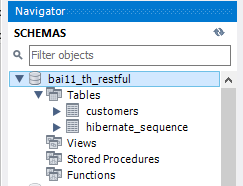 Navigator
SCHEMAS
Filter objects
bai11_th_restful
Tables
customers
hibernate_sequence
Views
Stored Procedures
Functions